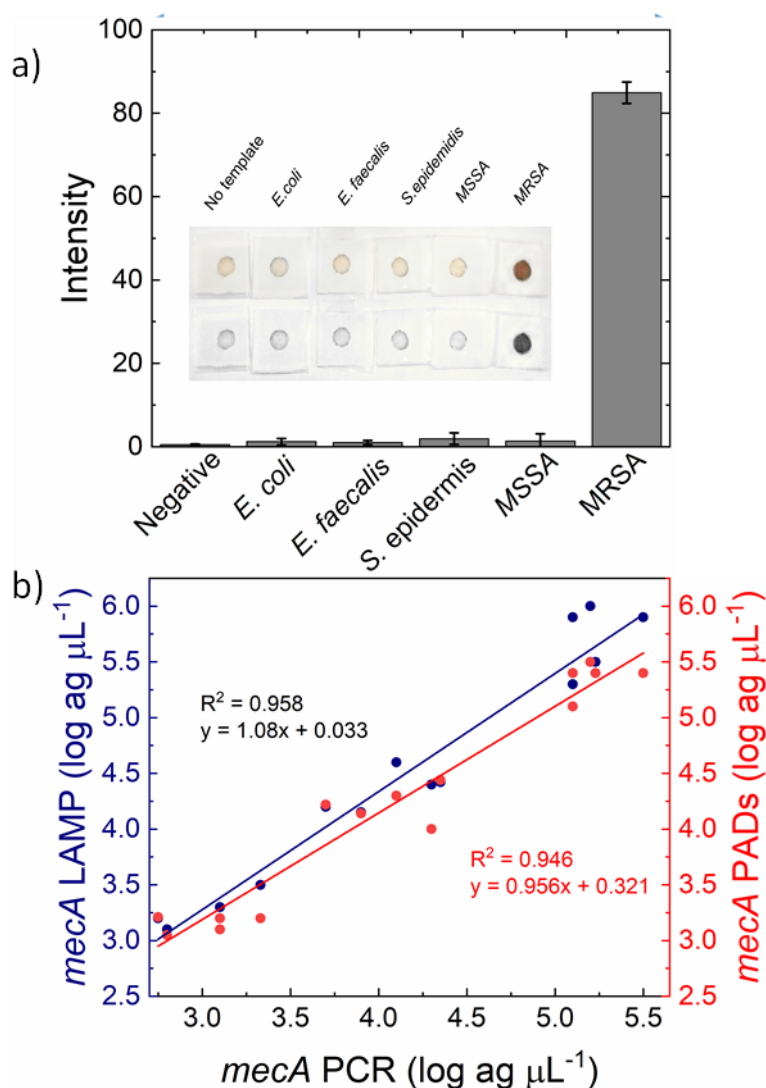 a)
100
80
60
40
20
0
Intensity
No template
E.coli
E. faecalis
S.epidemidis
MSSA
MRSA
Negative
E. coli
E. faecalis
S. epidermis
MSSA
MRSA
b)
6.0
5.5
5.0
4.5
4.0
3.5
3.0
2.5
mecA LAMP (log ag µL⁻¹)
R² = 0.958
y = 1.08x + 0.033
R² = 0.946
y = 0.956x + 0.321
6.0
5.5
5.0
4.5
4.0
3.5
3.0
2.5
mecA PADs (log ag µL⁻¹)
3.0
3.5
4.0
4.5
5.0
5.5
mecA PCR (log ag µL⁻¹)